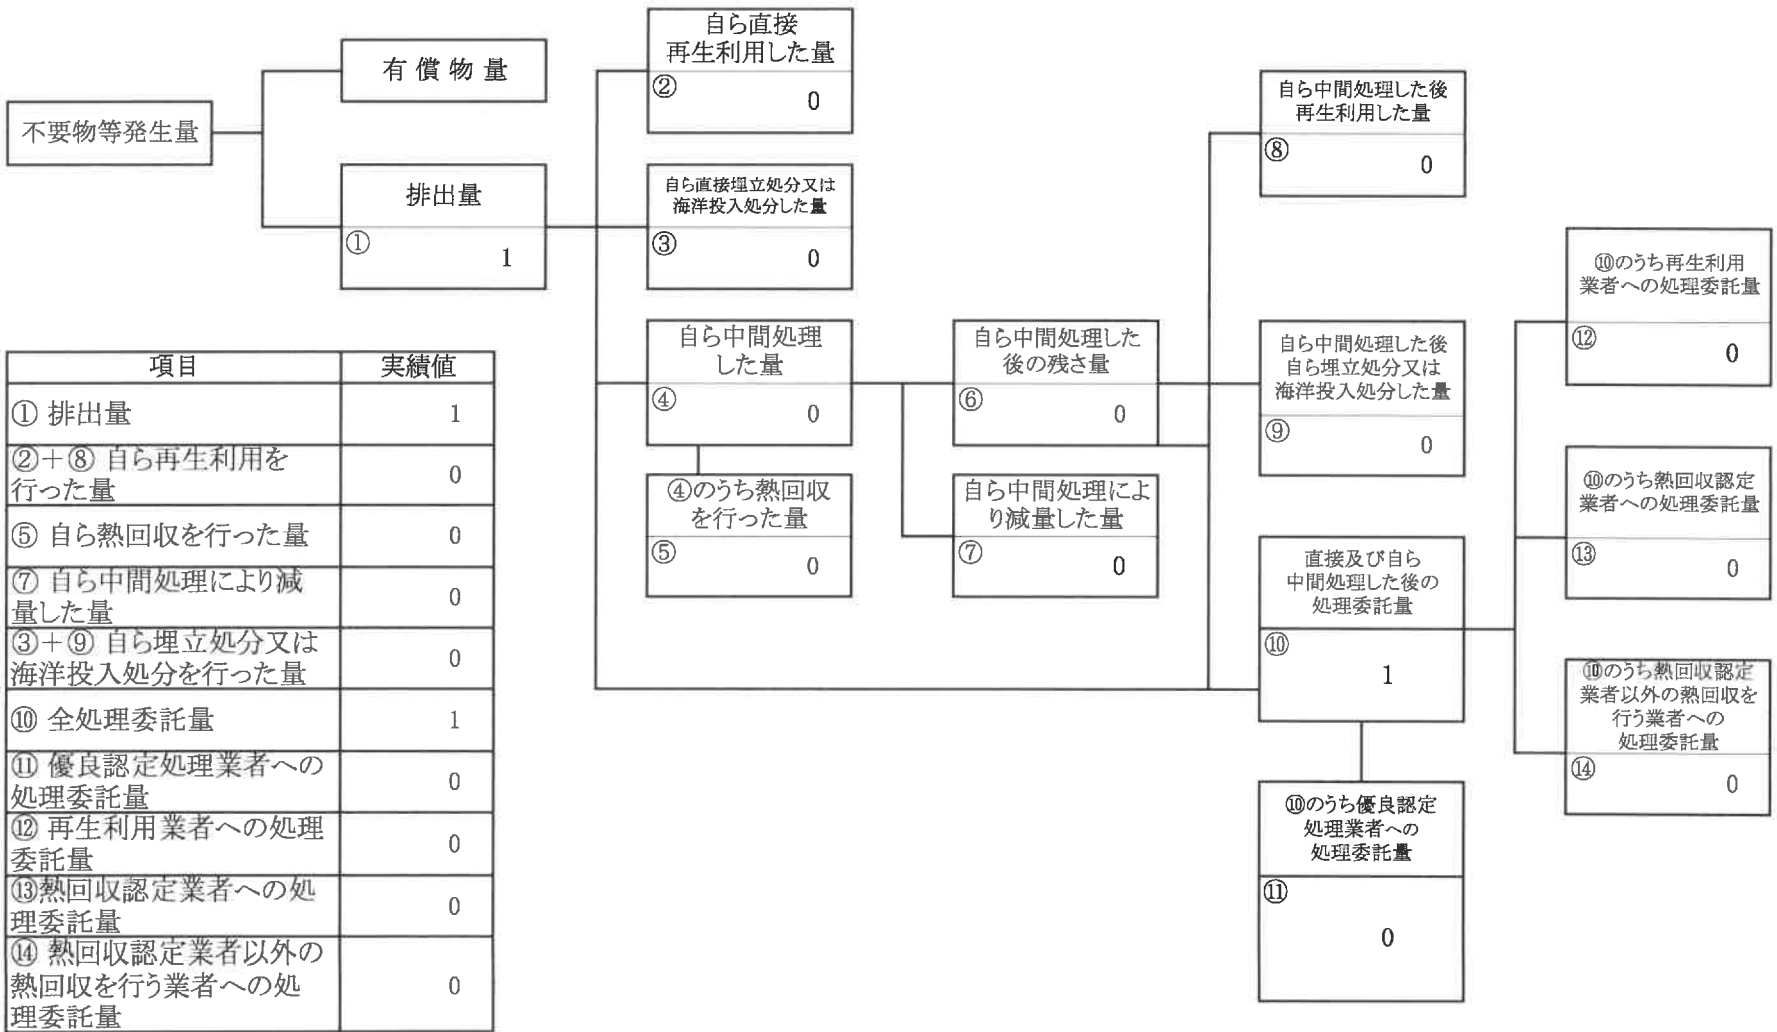 不要物等発生量
有償物量
排出量
①
1
自ら直接
再生利用した量
②
0
自ら直接埋立処分又は
海洋投入処分した量
③
0
自ら中間処理
した量
④
0
④のうち熱回収
を行った量
⑤
0
自ら中間処理した
後の残さ量
⑥
0
自ら中間処理によ
り減量した量
⑦
0
自ら中間処理した後
再生利用した量
⑧
0
自ら中間処理した後
自ら埋立処分又は
海洋投入処分した量
⑨
0
直接及び自ら
中間処理した後の
処理委託量
⑩
1
⑩のうち優良認定
処理業者への
処理委託量
⑪
0
⑩のうち再生利用
業者への処理委託量
⑫
0
⑩のうち熱回収認定
業者への処理委託量
⑬
0
⑩のうち熱回収認定
業者以外の熱回収を
行う業者への
処理委託量
⑭
0
項目 実績値
① 排出量 1
②+⑧ 自ら再生利用を
行った量 0
⑤ 自ら熱回収を行った量 0
⑦ 自ら中間処理により減
量した量 0
③+⑨ 自ら埋立処分又は
海洋投入処分を行った量 0
⑩ 全処理委託量 1
⑪ 優良認定処理業者への
処理委託量 0
⑫ 再生利用業者への処理
委託量 0
⑬熱回収認定業者への処
理委託量 0
⑭ 熱回収認定業者以外の
熱回収を行う業者への処
理委託量 0